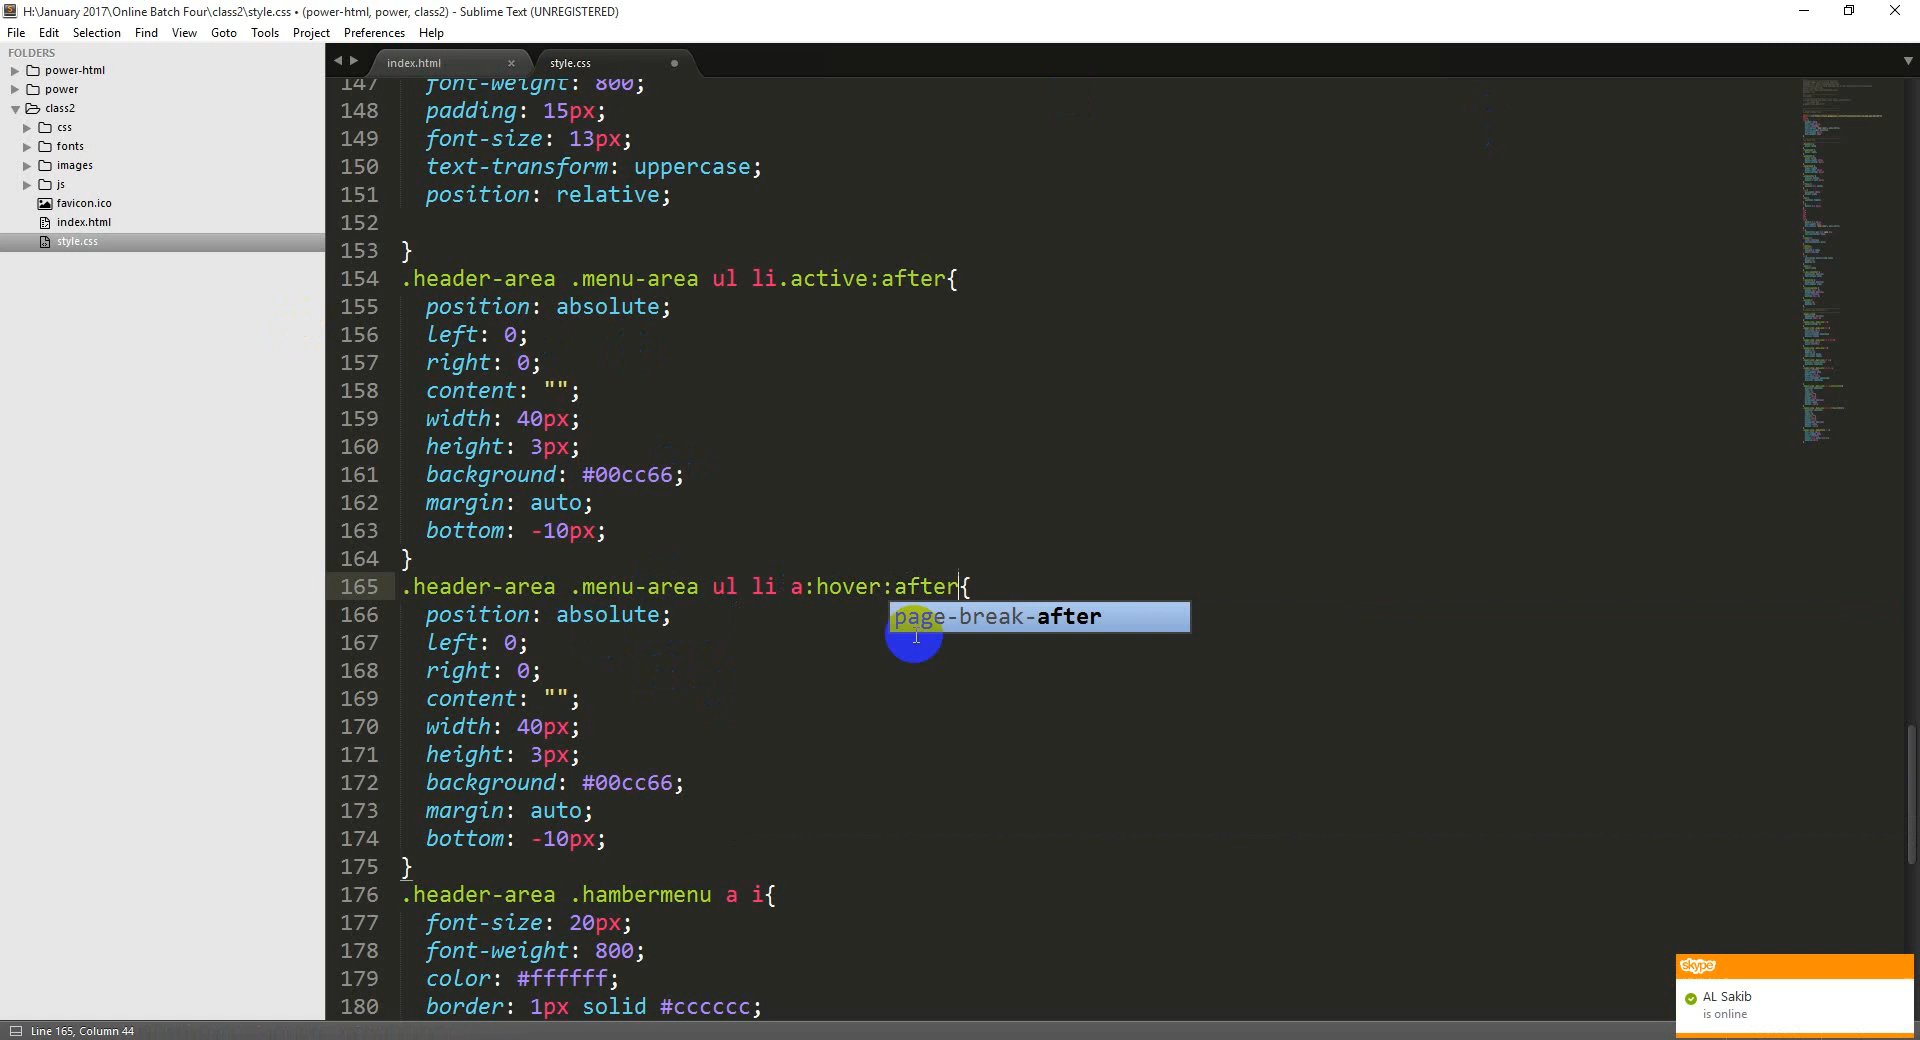 H:\January 2017\Online Batch Four\class2\style.css • (power-html, power, class2) - Sublime Text (UNREGISTERED)
File Edit Selection Find View Goto Tools Project Preferences Help
FOLDERS
power-html
power
class2
css
fonts
images
js
favicon.ico
index.html
style.css
index.html style.css
147 font-weight: 800;
148 padding: 15px;
149 font-size: 13px;
150 text-transform: uppercase;
151 position: relative;
152
153 }
154 .header-area .menu-area ul li.active:after{
155 position: absolute;
156 left: 0;
157 right: 0;
158 content: "";
159 width: 40px;
160 height: 3px;
161 background: #00cc66;
162 margin: auto;
163 bottom: -10px;
164 }
165 .header-area .menu-area ul li a:hover:after{
page-break-after
166 position: absolute;
167 left: 0;
168 right: 0;
169 content: "";
170 width: 40px;
171 height: 3px;
172 background: #00cc66;
173 margin: auto;
174 bottom: -10px;
175 }
176 .header-area .hambermenu a i{
177 font-size: 20px;
178 font-weight: 800;
179 color: #ffffff;
180 border: 1px solid #cccccc;
skype
AL Sakib
is online
Line 165, Column 44